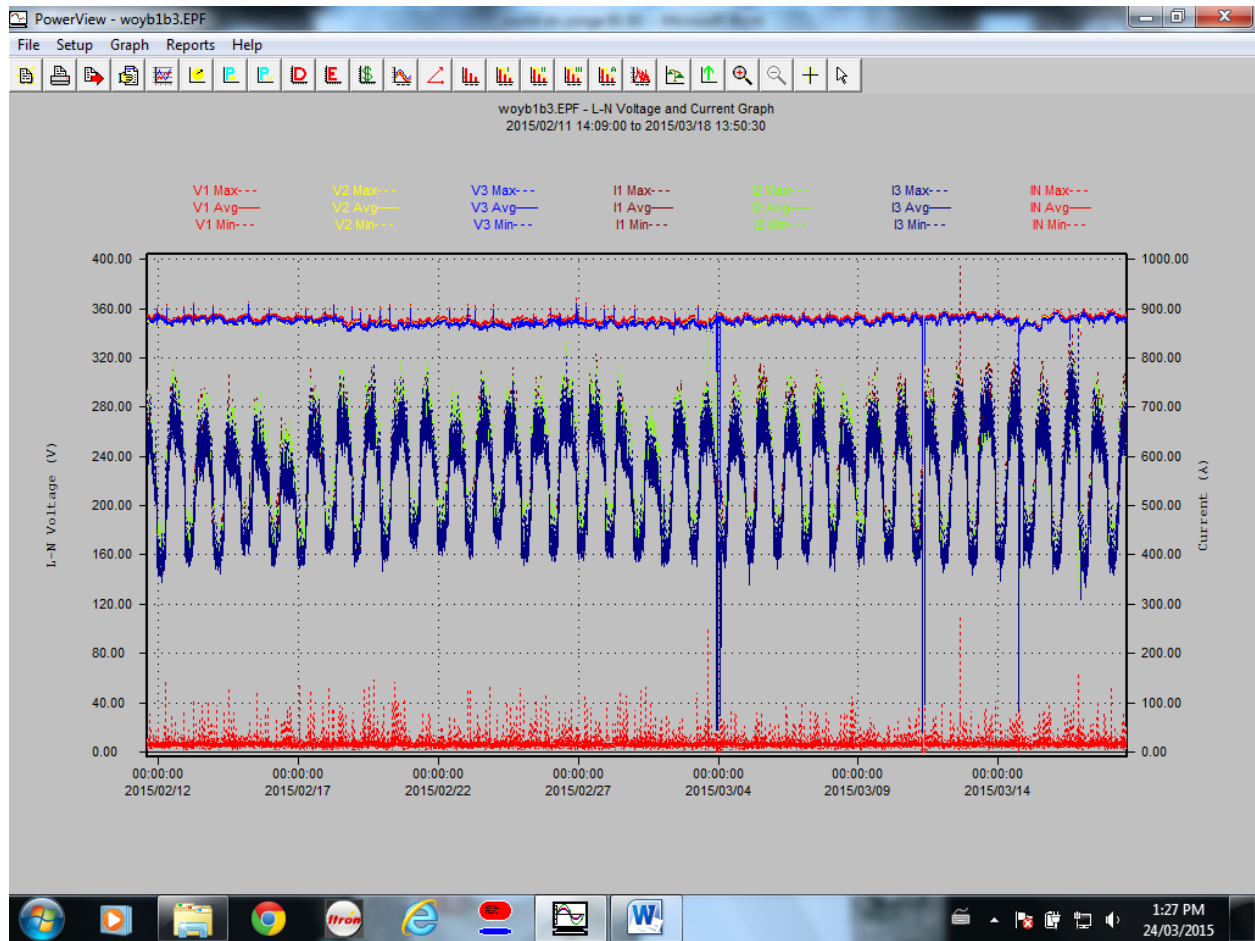 PowerView - woyb1b3.EPF
File Setup Graph Reports Help
woyb1b3.EPF - L-N Voltage and Current Graph
2015/02/11 14:09:00 to 2015/03/18 13:50:30
V1 Max--- V2 Max--- V3 Max--- I1 Max--- I2 Max--- I3 Max--- IN Max---
V1 Avg— V2 Avg— V3 Avg— I1 Avg— I2 Avg— I3 Avg— IN Avg—
V1 Min--- V2 Min--- V3 Min--- I1 Min--- I2 Min--- I3 Min--- IN Min---
400.00 1000.00
360.00 900.00
320.00 800.00
280.00 700.00
240.00 600.00
200.00 500.00
160.00 400.00
120.00 300.00
80.00 200.00
40.00 100.00
0.00 0.00
L-N Voltage (V)
Current (A)
00:00:00 00:00:00 00:00:00 00:00:00 00:00:00 00:00:00 00:00:00
2015/02/12 2015/02/17 2015/02/22 2015/02/27 2015/03/04 2015/03/09 2015/03/14
Itron
1:27 PM
24/03/2015